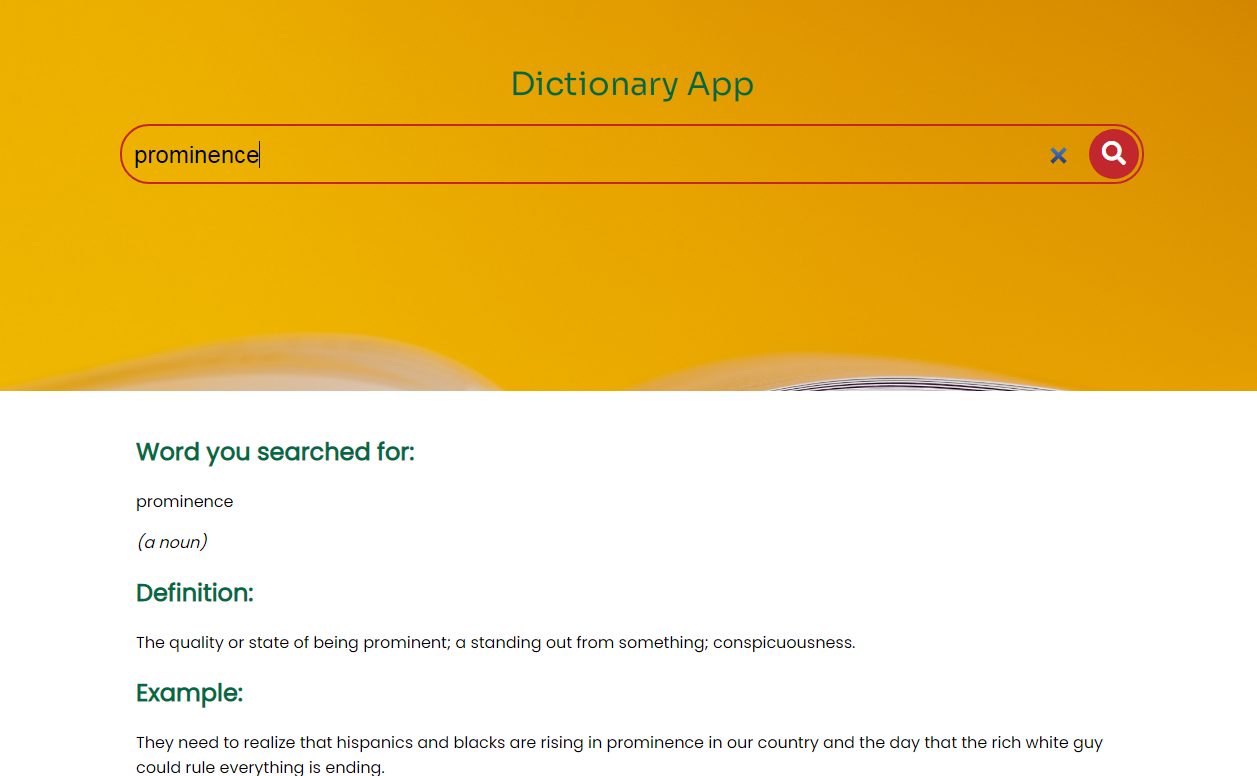 Dictionary App
prominence
Word you searched for:
prominence
(a noun)
Definition:
The quality or state of being prominent; a standing out from something; conspicuousness.
Example:
They need to realize that hispanics and blacks are rising in prominence in our country and the day that the rich white guy
could rule everything is ending.